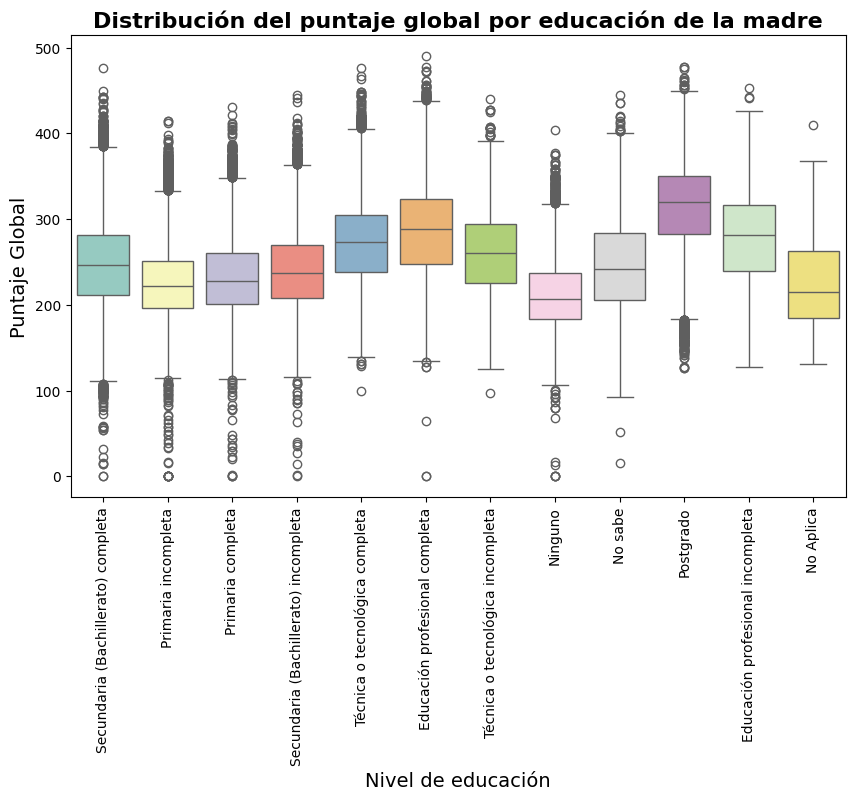 Distribución del puntaje global por educación de la madre
Puntaje Global
500
400
300
200
100
0
Secundaria (Bachillerato) completa
Primaria incompleta
Primaria completa
Secundaria (Bachillerato) incompleta
Técnica o tecnológica completa
Educación profesional completa
Técnica o tecnológica incompleta
Ninguno
No sabe
Postgrado
Educación profesional incompleta
No Aplica
Nivel de educación